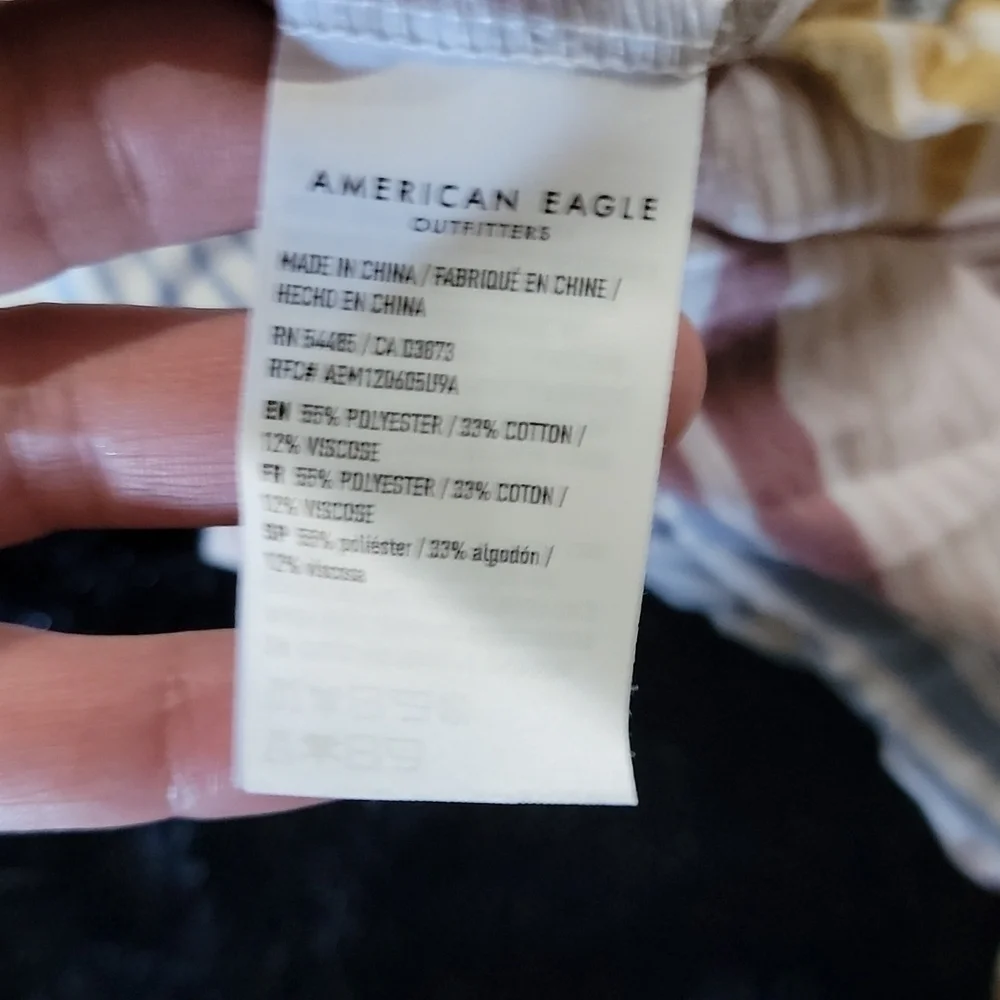 AMERICAN EAGLE
OUTFITTERS
MADE IN CHINA / FABRIQUÉ EN CHINE /
HECHO EN CHINA
RN 54485 / CA 03673
RFC# AEM120605U9A
EN 55% POLYESTER / 33% COTTON /
12% VISCOSE
FR 55% POLYESTER / 33% COTON /
12% VISCOSE
SP 55% poliéster / 33% algodón /
12% viscosa